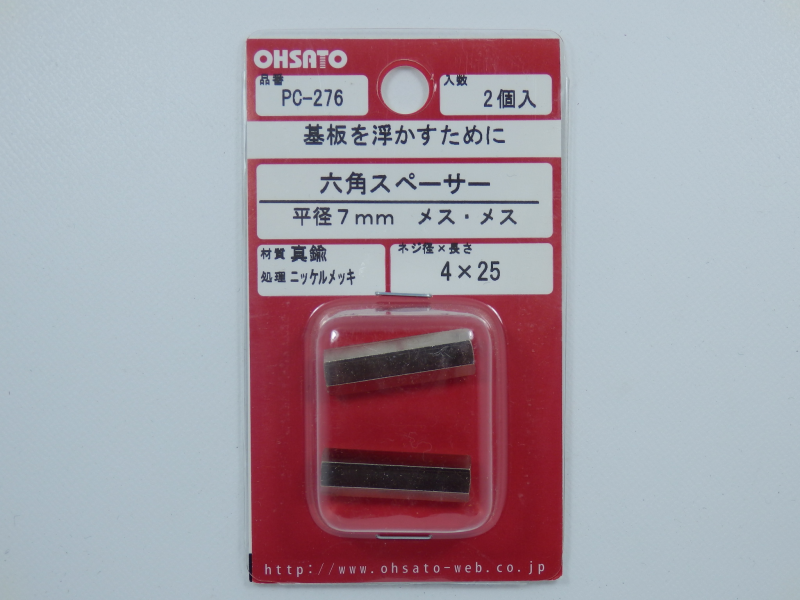 OHSATO
品番
PC-276
入数
2個入
基板を浮かすために
六角スペーサー
平径7mm メス・メス
材質 真鍮
処理 ニッケルメッキ
ネジ径×長さ
4×25
http://www.ohsato-web.co.jp